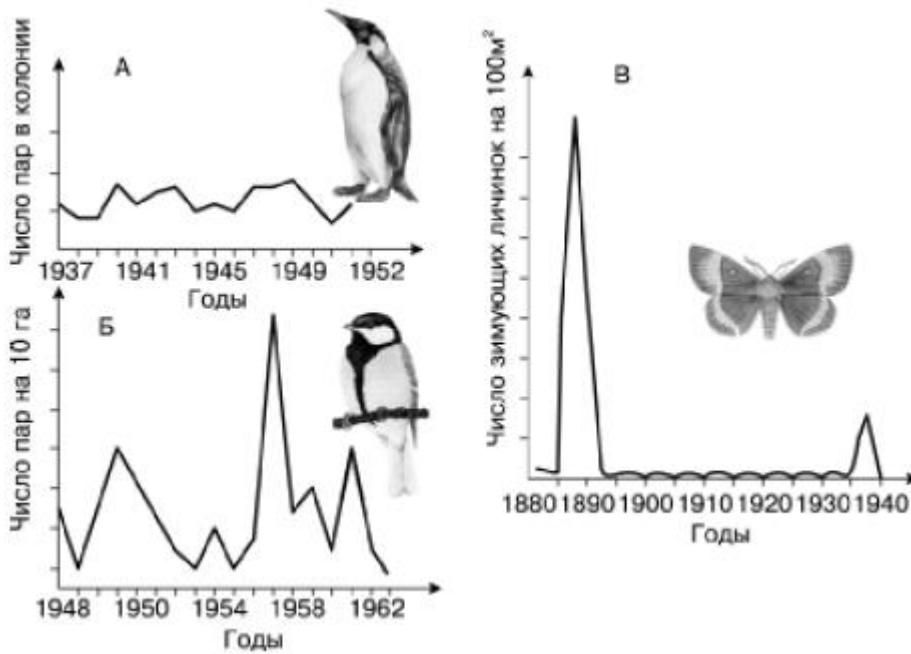 А
Число пар в колонии
1937 1941 1945 1949 1952
Годы
Б
Число пар на 10 га
1948 1950 1954 1958 1962
Годы
В
Число зимующих личинок на 100м²
1880 1890 1900 1910 1920 1930 1940
Годы